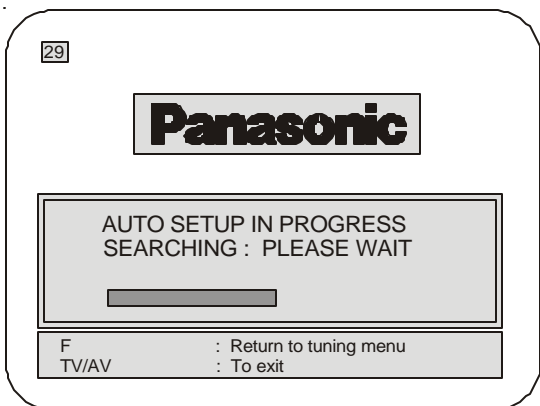 29
Panasonic
AUTO SETUP IN PROGRESS
SEARCHING : PLEASE WAIT
F : Return to tuning menu
TV/AV : To exit